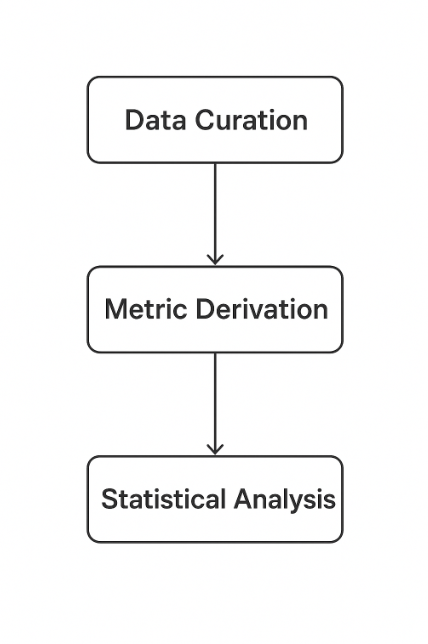 Data Curation
Metric Derivation
Statistical Analysis